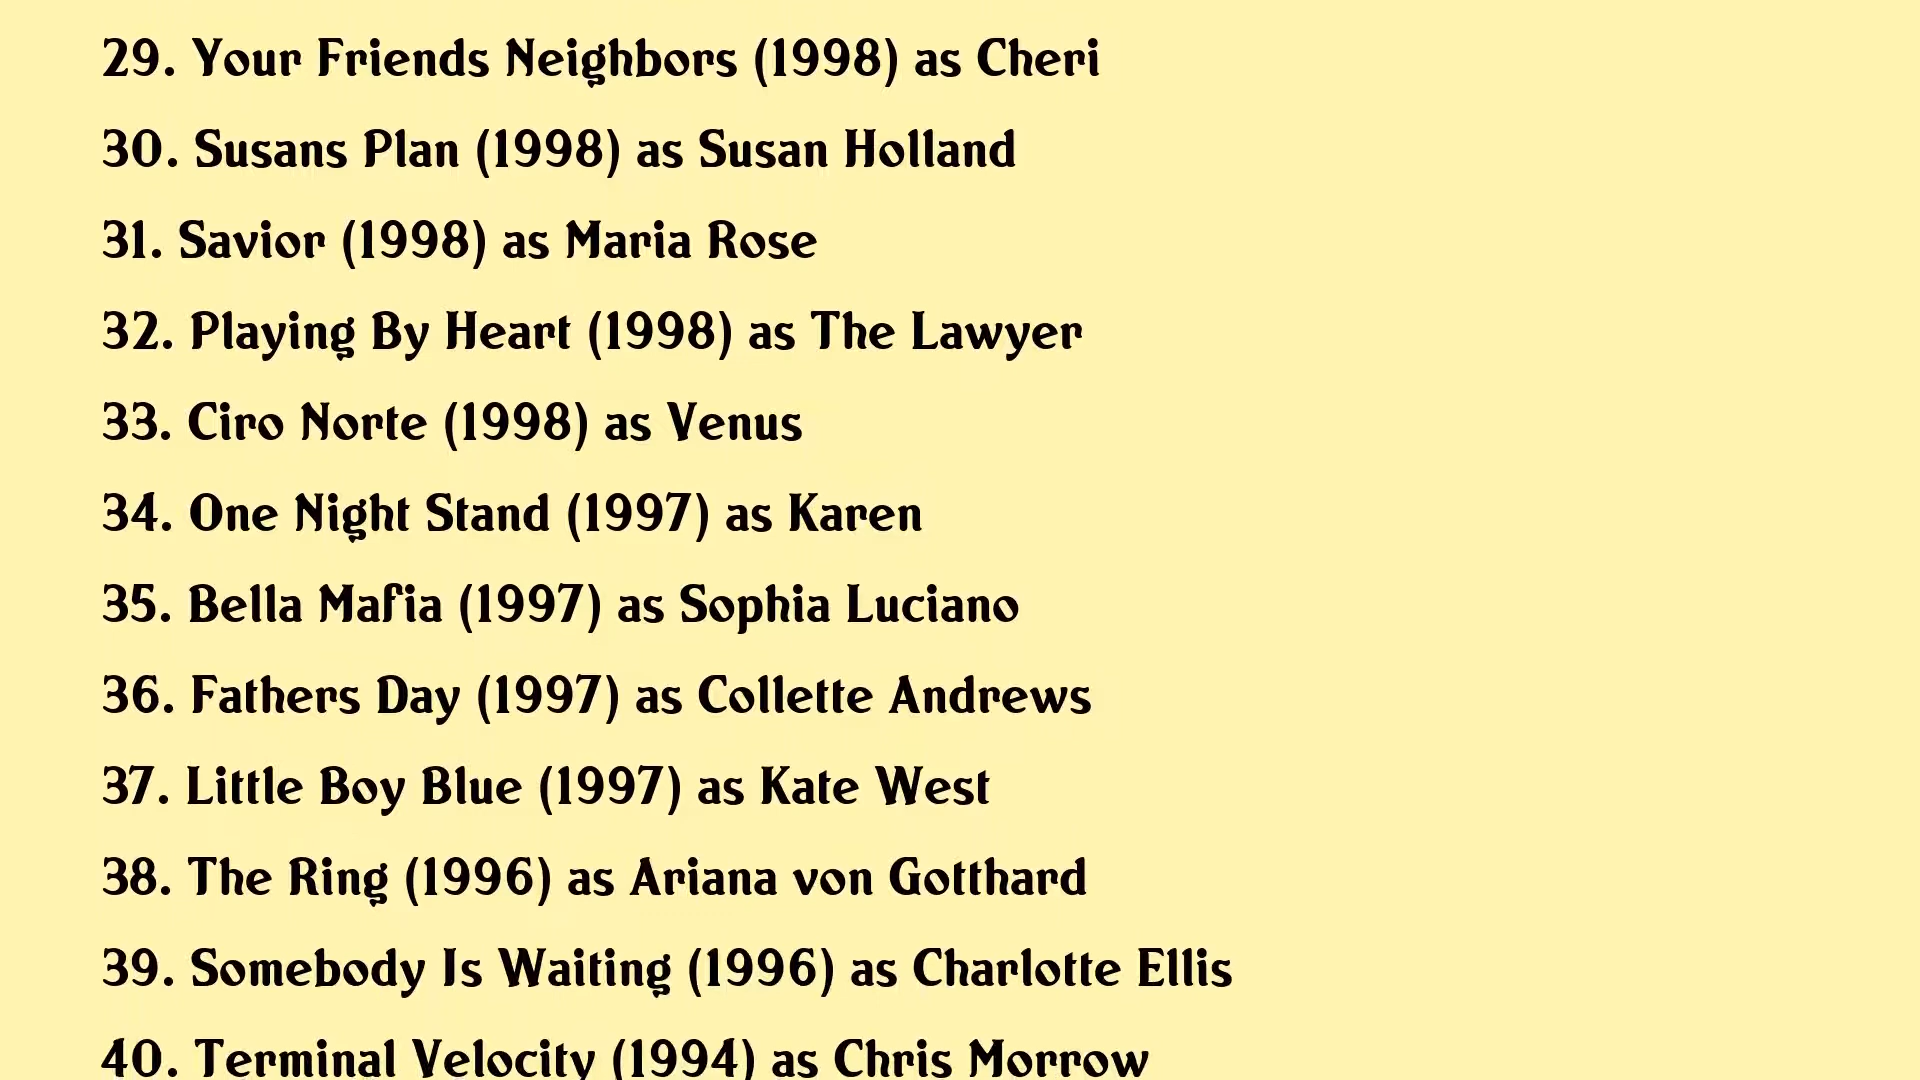 29. Your Friends Neighbors (1998) as Cheri
30. Susans Plan (1998) as Susan Holland
31. Savior (1998) as Maria Rose
32. Playing By Heart (1998) as The Lawyer
33. Ciro Norte (1998) as Venus
34. One Night Stand (1997) as Karen
35. Bella Mafia (1997) as Sophia Luciano
36. Fathers Day (1997) as Collette Andrews
37. Little Boy Blue (1997) as Kate West
38. The Ring (1996) as Ariana von Gotthard
39. Somebody Is Waiting (1996) as Charlotte Ellis
40. Terminal Velocity (1994) as Chris Morrow